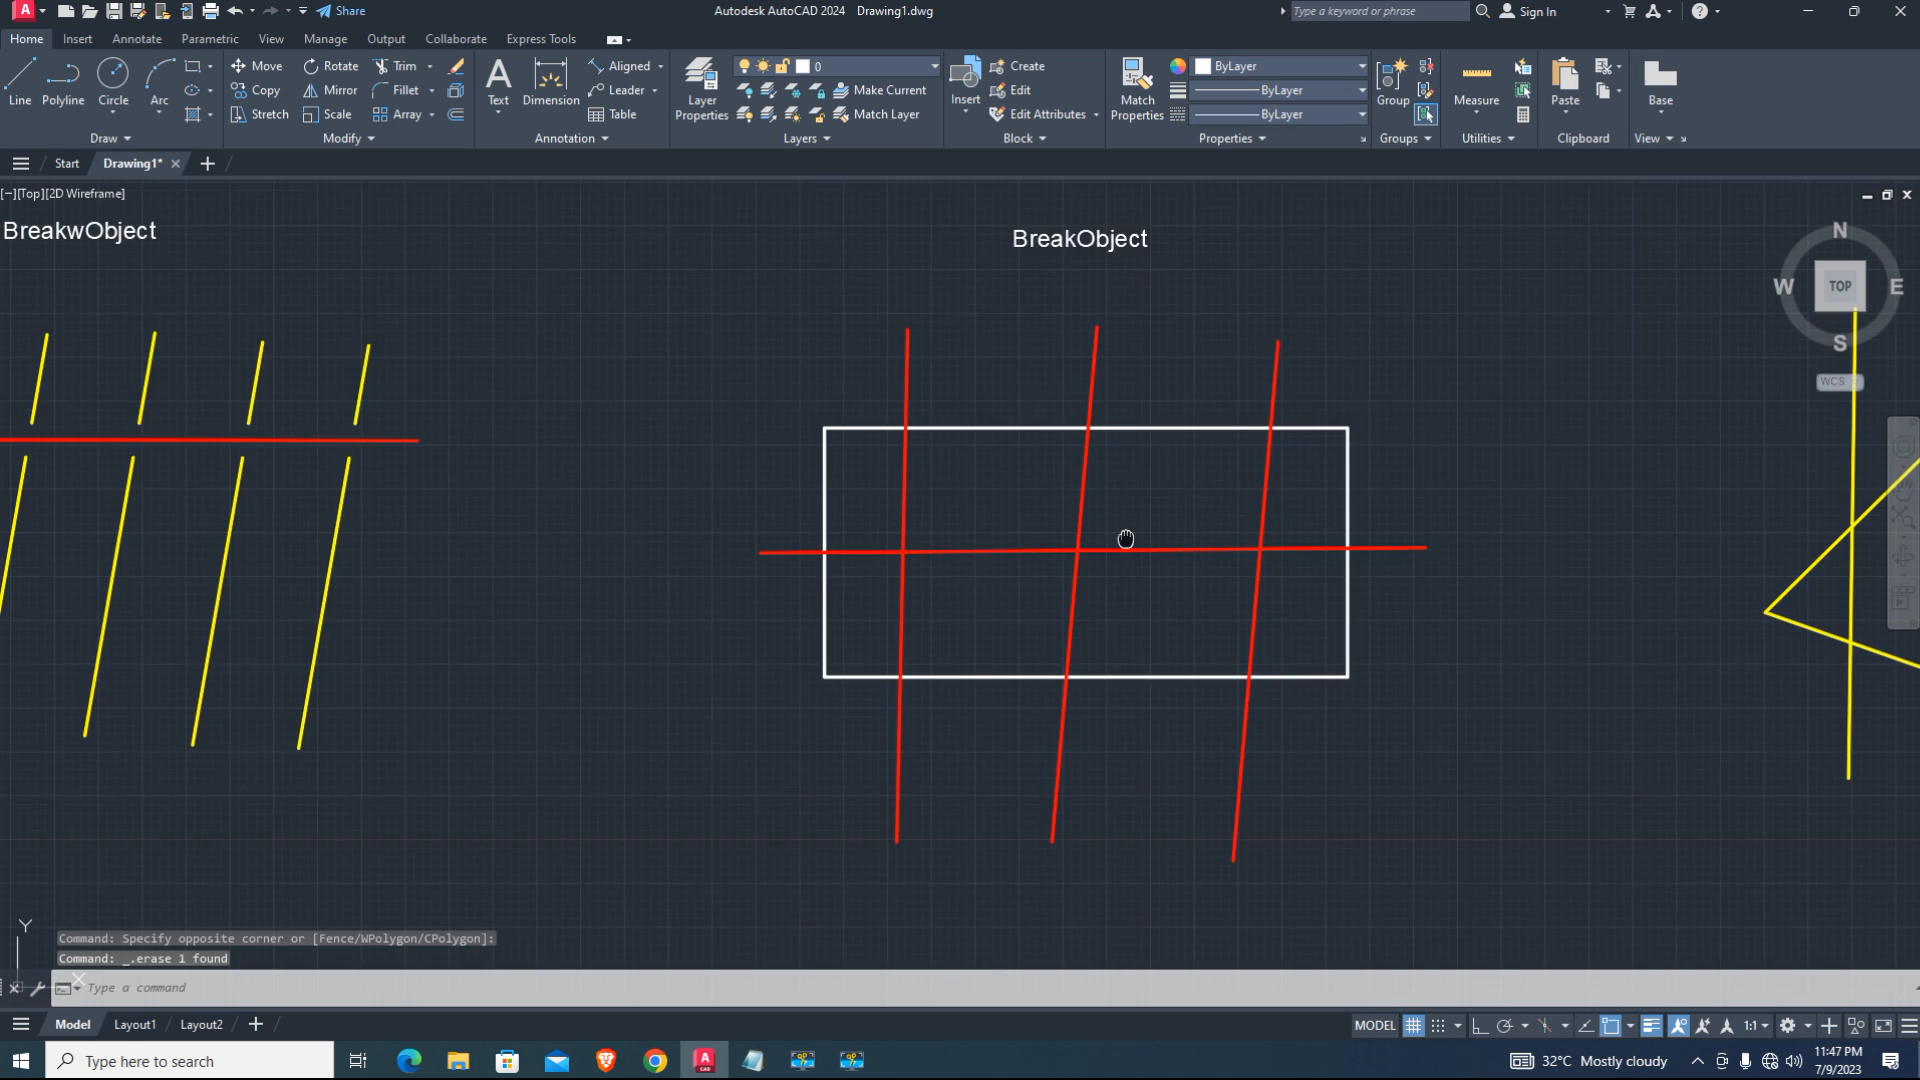 Share
Autodesk AutoCAD 2024 Drawing1.dwg
Type a keyword or phrase
Sign In
Home Insert Annotate Parametric View Manage Output Collaborate Express Tools
Line Polyline Circle Arc
Move Rotate Trim
Copy Mirror Fillet
Stretch Scale Array
Text Dimension
Aligned
Leader
Table
Layer
Properties
0
Make Current
Match Layer
Insert
Create
Edit
Edit Attributes
Match
Properties
ByLayer
ByLayer
ByLayer
Group
Measure
Paste
Base
Draw Modify Annotation Layers Block Properties Groups Utilities Clipboard View
Start Drawing1*
[−][Top][2D Wireframe]
BreakwObject
BreakObject
N
W TOP E
S
WCS
Y
X
Command: Specify opposite corner or [Fence/WPolygon/CPolygon]:
Command: _.erase 1 found
Type a command
Model Layout1 Layout2
MODEL
1:1
Type here to search
CAD
32°C Mostly cloudy
11:47 PM
7/9/2023